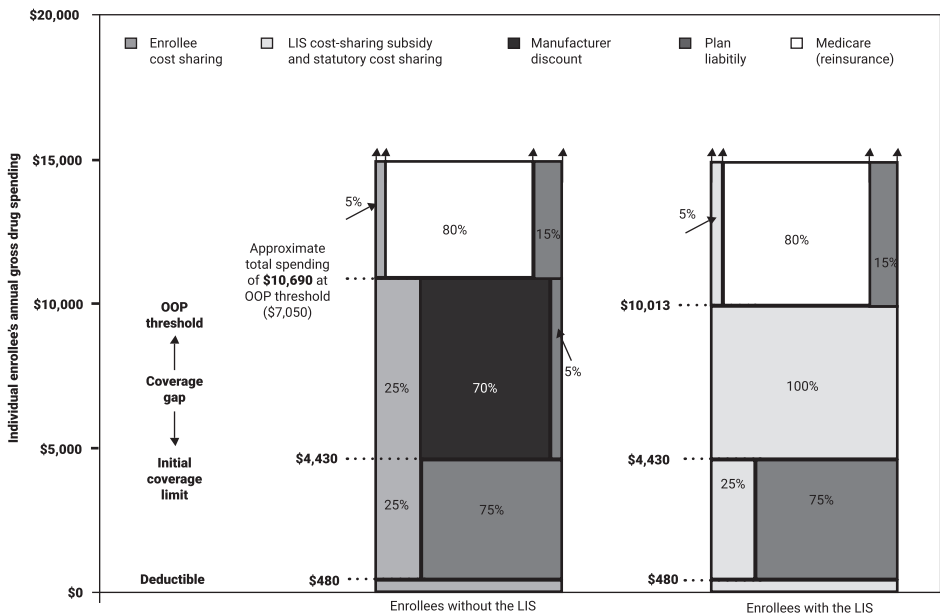 $20,000
Enrollee
cost sharing
LIS cost-sharing subsidy
and statutory cost sharing
Manufacturer
discount
Plan
liabitily
Medicare
(reinsurance)
Individual enrollee's annual gross drug spending
$15,000
$10,000
$5,000
$0
OOP
threshold
Coverage
gap
Initial
coverage
limit
Deductible
5%
80%
15%
Approximate
total spending
of $10,690 at
OOP threshold
($7,050)
25%
70%
5%
$4,430
25%
75%
$480
Enrollees without the LIS
5%
80%
15%
$10,013
100%
$4,430
25%
75%
$480
Enrollees with the LIS